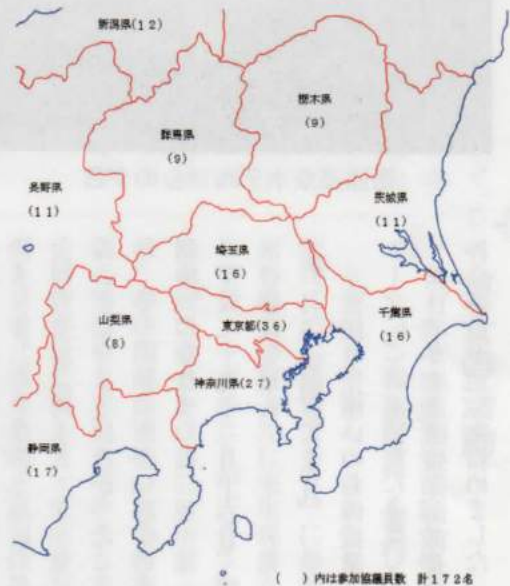 新潟県(12)
栃木県
(9)
群馬県
(9)
長野県
(11)
茨城県
(11)
埼玉県
(16)
千葉県
(16)
東京都(36)
山梨県
(8)
神奈川県(27)
静岡県
(17)
(　)内は参加協議員数 計172名